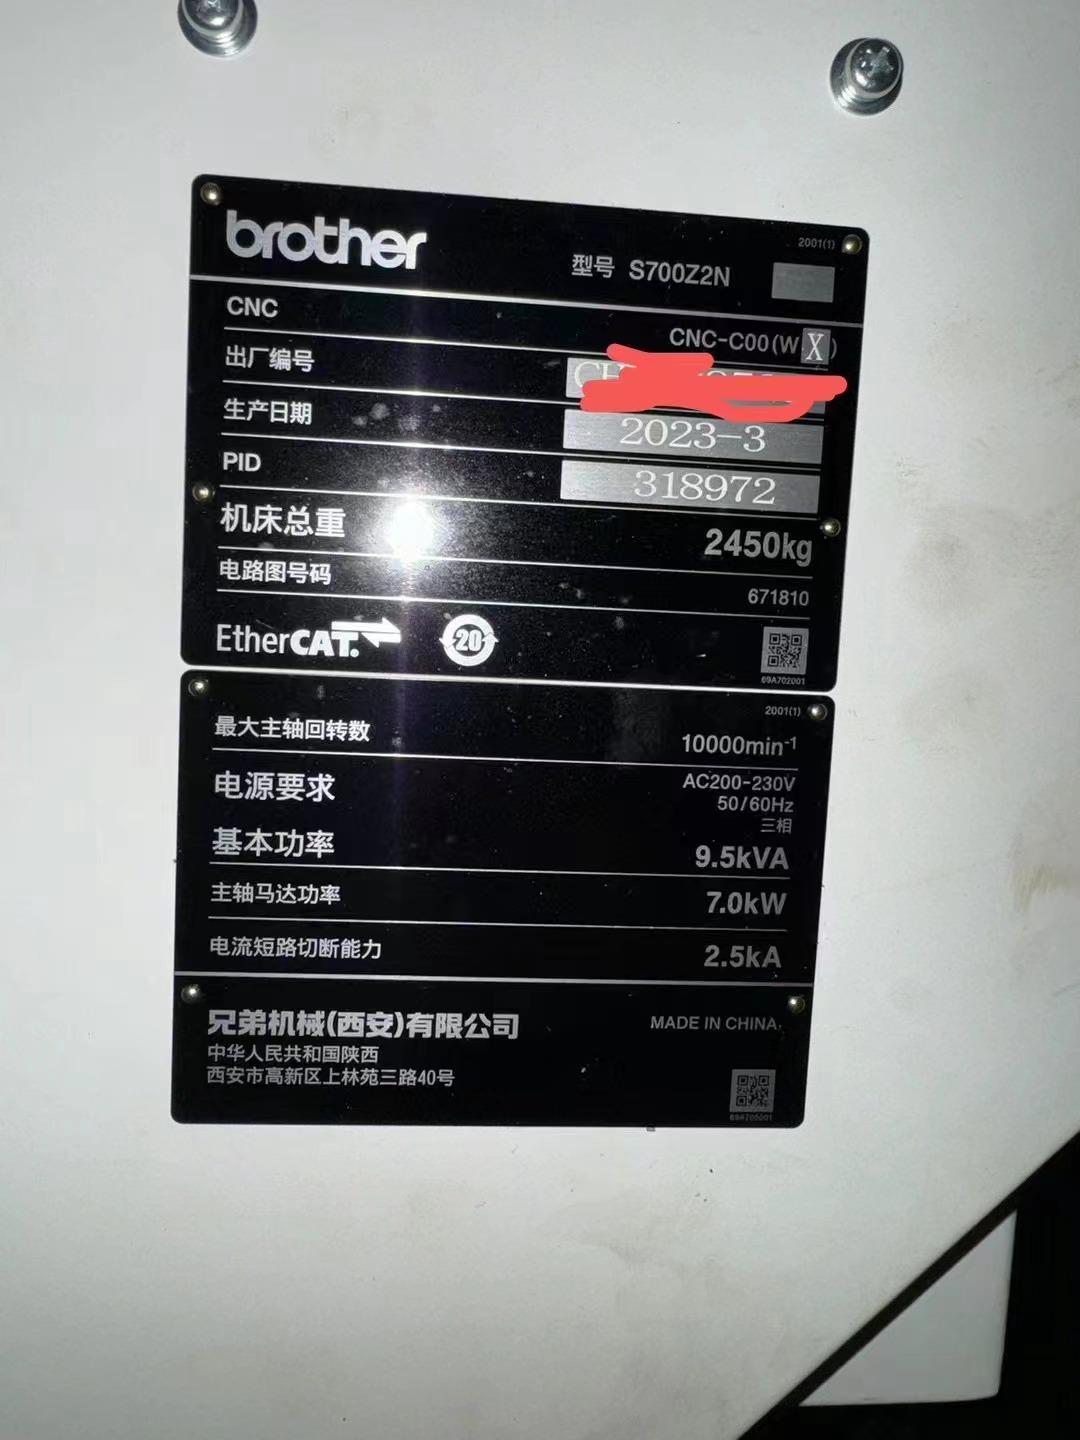 brother
2001(1)
型号 S700Z2N
CNC CNC-C00(WX)
出厂编号
生产日期 2023-3
PID 318972
机床总重 2450kg
电路图号码 671810
EtherCAT. 20
69A702001
2001(1)
最大主轴回转数 10000min⁻¹
电源要求 AC200-230V
50/60Hz
三相
基本功率 9.5kVA
主轴马达功率 7.0kW
电流短路切断能力 2.5kA
兄弟机械(西安)有限公司 MADE IN CHINA
中华人民共和国陕西
西安市高新区上林苑三路40号